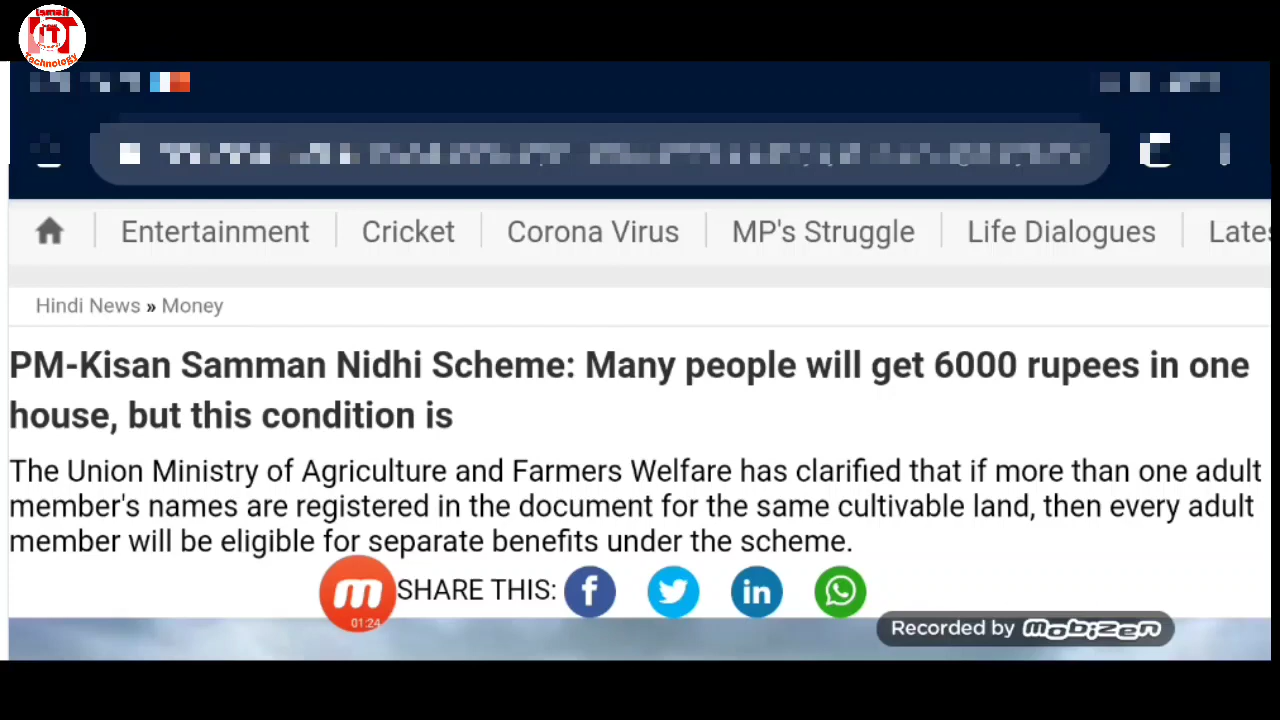 IT
Technology
Entertainment
Cricket
Corona Virus
MP's Struggle
Life Dialogues
Hindi News » Money
PM-Kisan Samman Nidhi Scheme: Many people will get 6000 rupees in one
house, but this condition is
The Union Ministry of Agriculture and Farmers Welfare has clarified that if more than one adult
member's names are registered in the document for the same cultivable land, then every adult
member will be eligible for separate benefits under the scheme.
SHARE THIS:
01:24
Recorded by mobizen